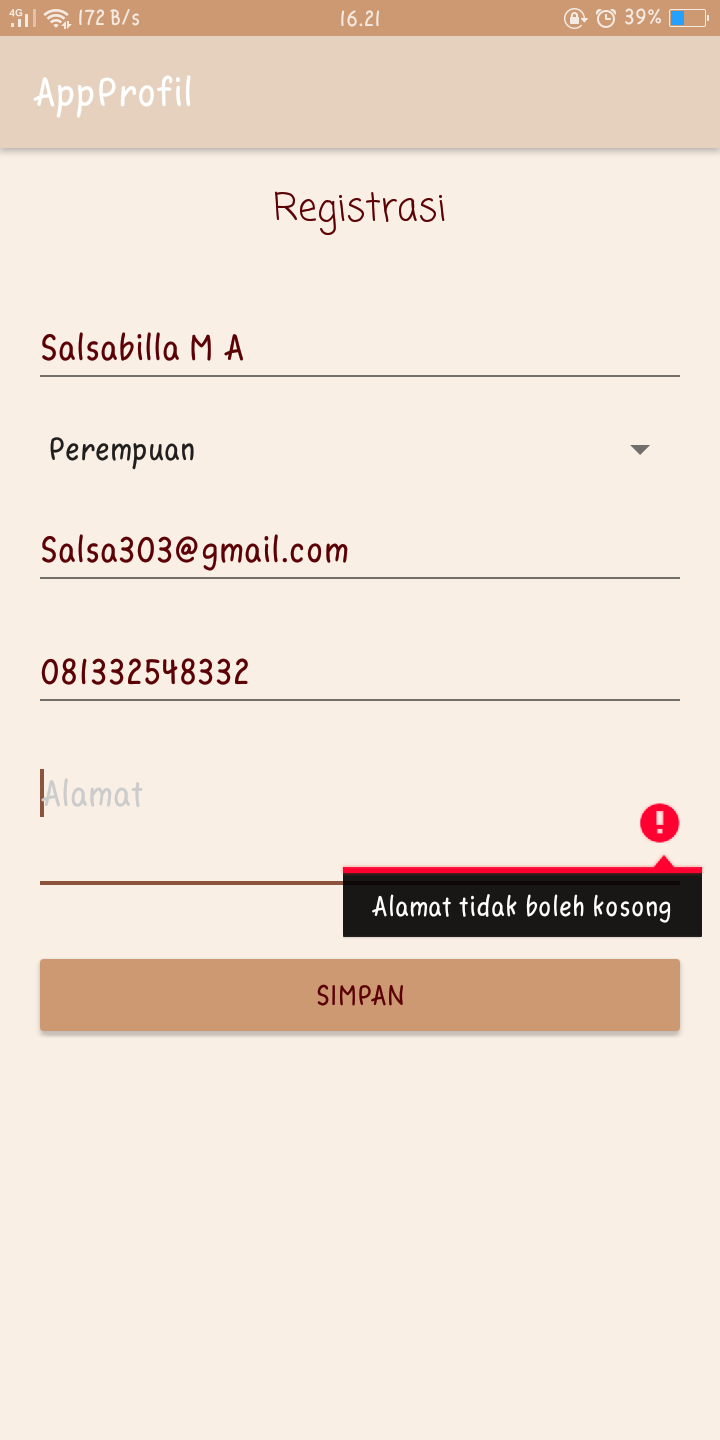 4G 172 B/s 16.21 39%
AppProfil
Registrasi
Salsabilla M A
Perempuan
Salsa303@gmail.com
081332548332
Alamat
Alamat tidak boleh kosong
SIMPAN